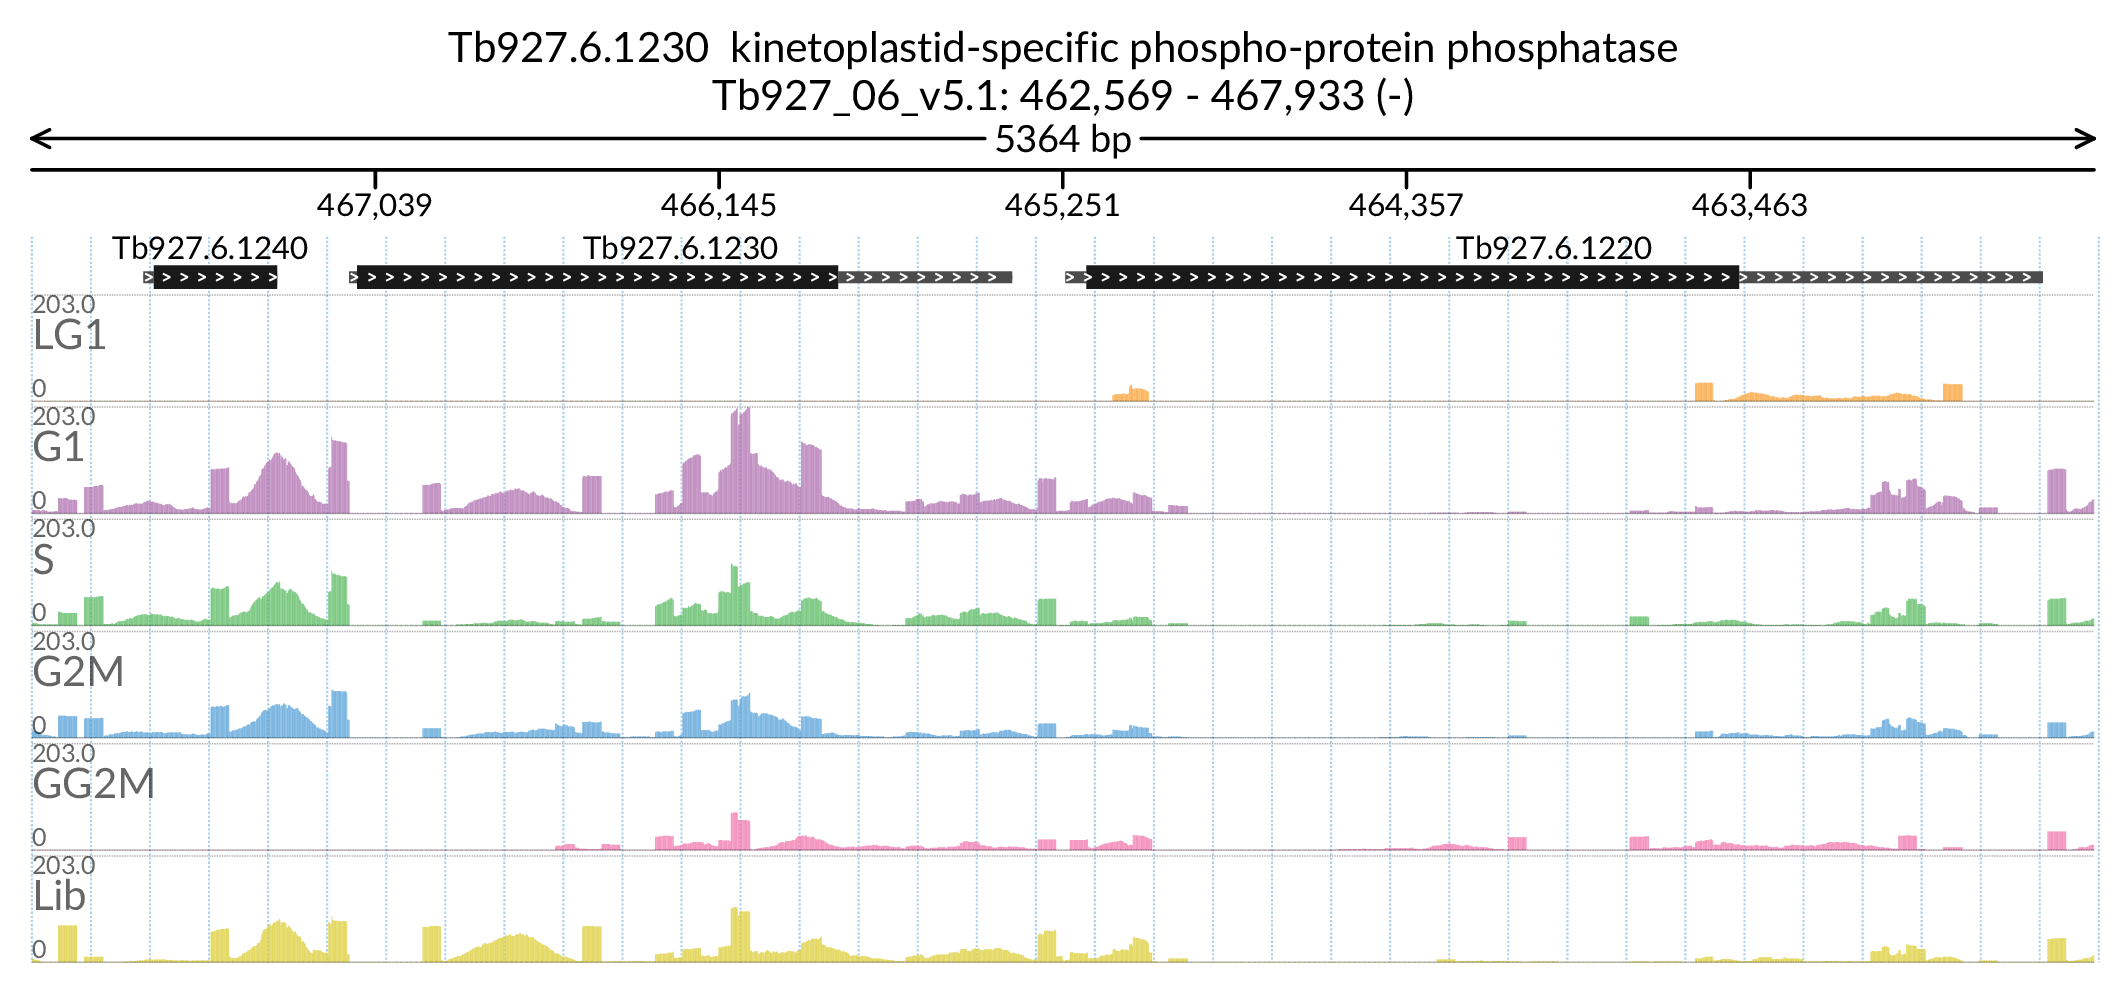 Tb927.6.1230 kinetoplastid-specific phospho-protein phosphatase
Tb927_06_v5.1: 462,569 - 467,933 (-)
5364 bp
467,039 466,145 465,251 464,357 463,463
Tb927.6.1240 Tb927.6.1230 Tb927.6.1220
203.0
LG1
0
203.0
G1
0
203.0
S
0
203.0
G2M
0
203.0
GG2M
0
203.0
Lib
0